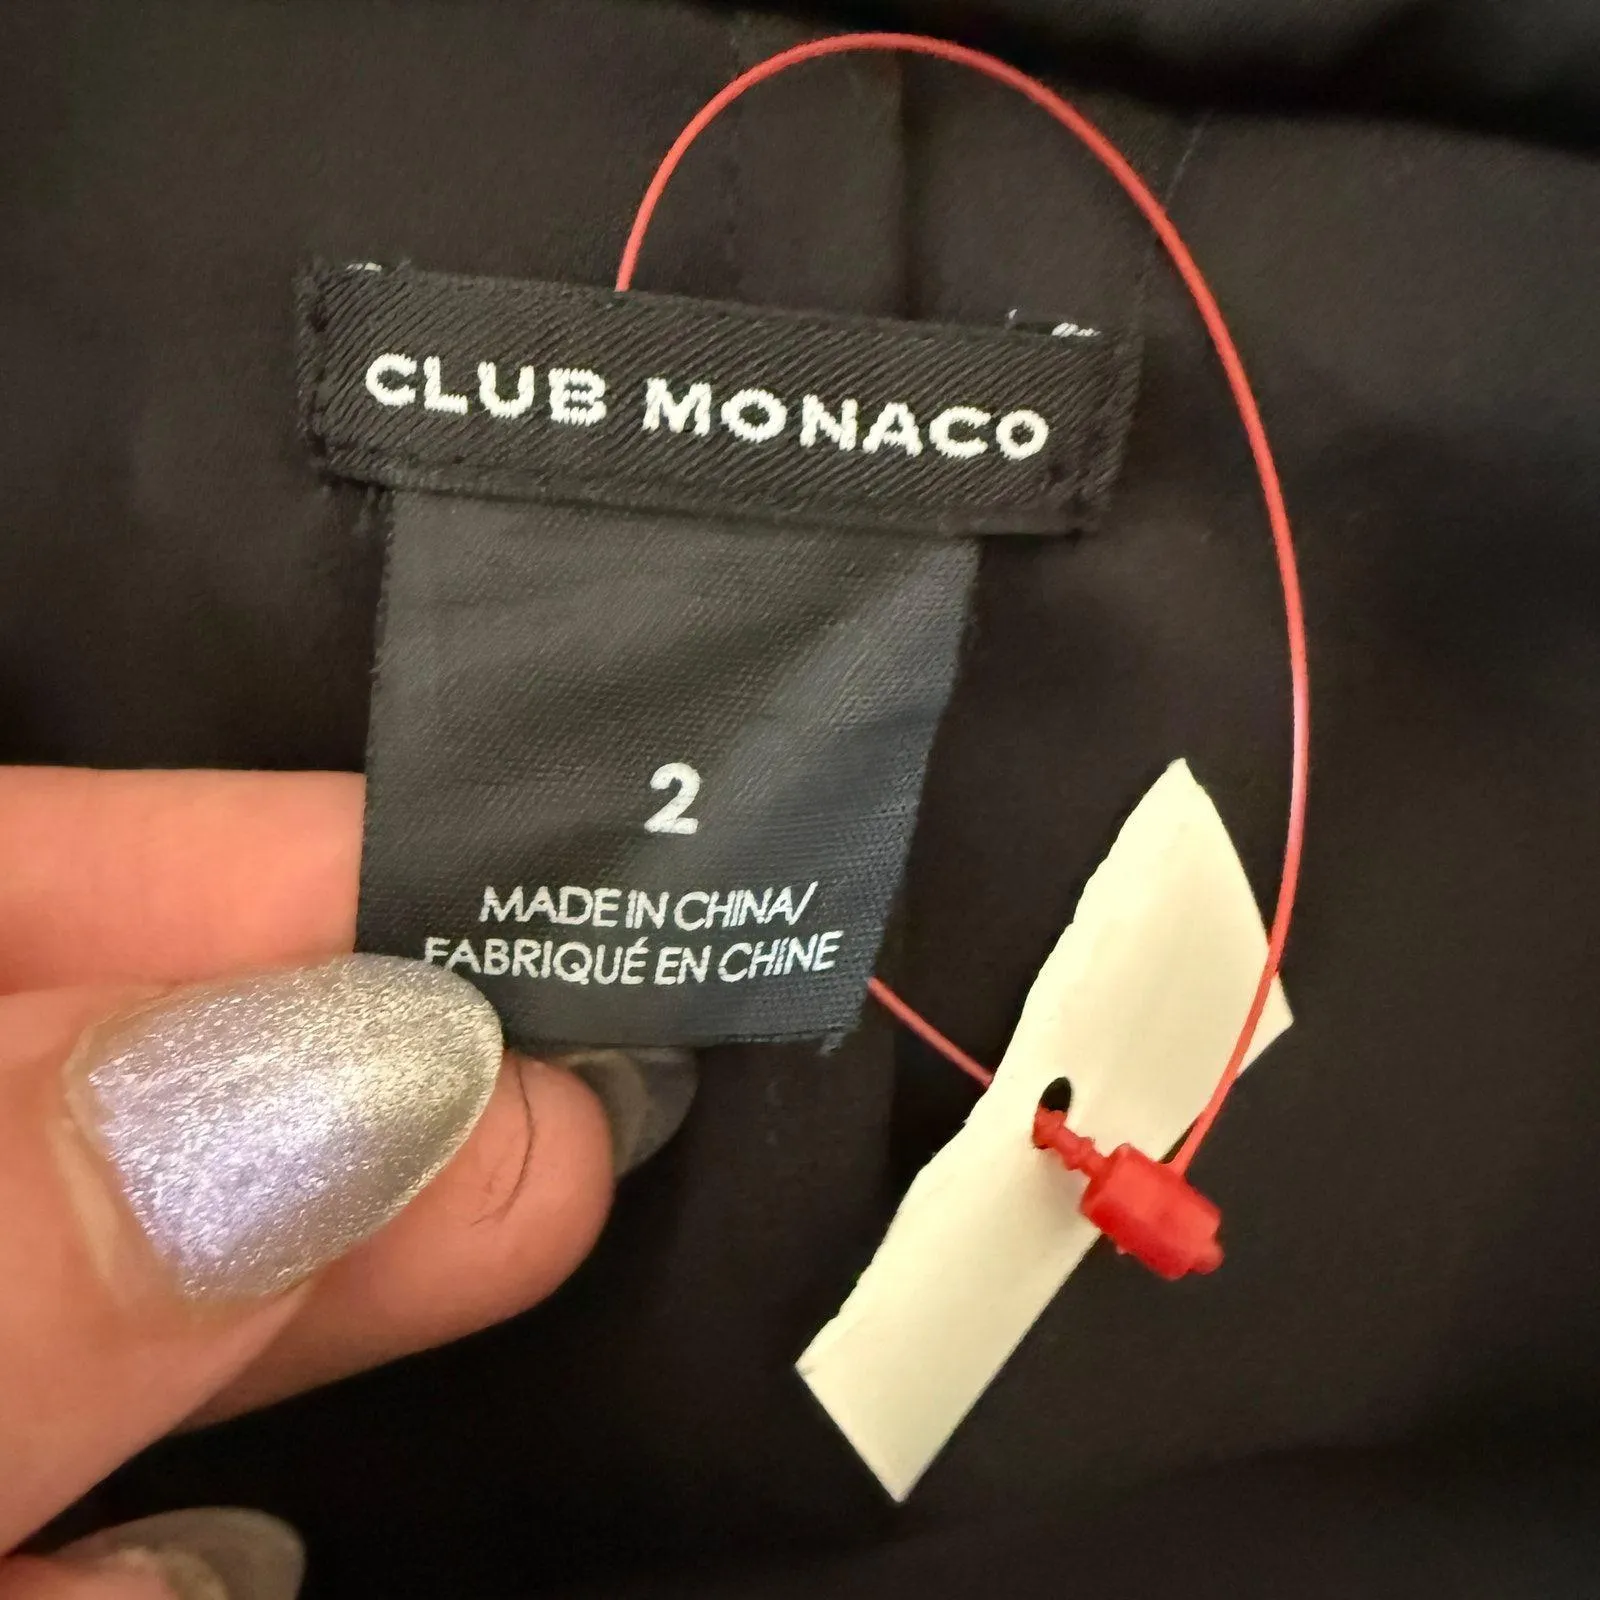 CLUB MONACO
2
MADE IN CHINA/
FABRIQUÉ EN CHINE